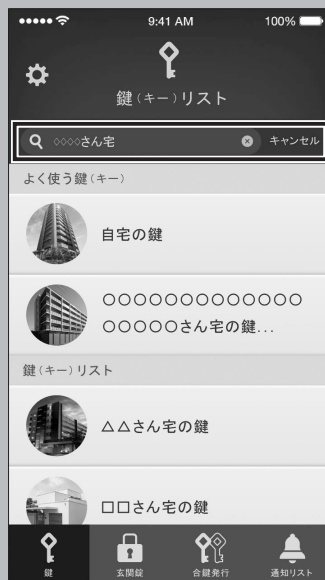 9:41 AM 100%
鍵(キー)リスト
◇◇◇◇さん宅 キャンセル
よく使う鍵(キー)
自宅の鍵
○○○○○○○○○○○○○
○○○○○さん宅の鍵...
鍵(キー)リスト
△△さん宅の鍵
□□さん宅の鍵
鍵 玄関錠 合鍵発行 通知リスト